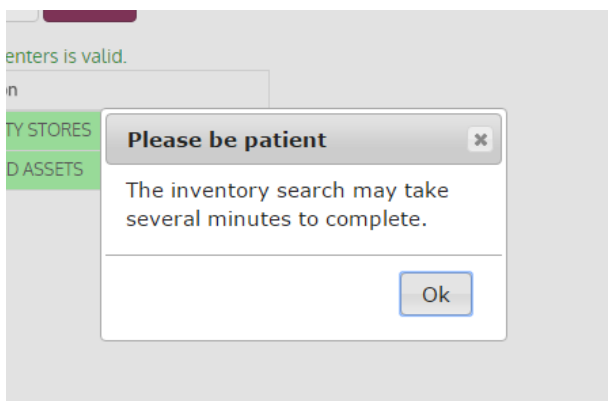 enters is valid.
on
TY STORES
D ASSETS
Please be patient
The inventory search may take
several minutes to complete.
Ok